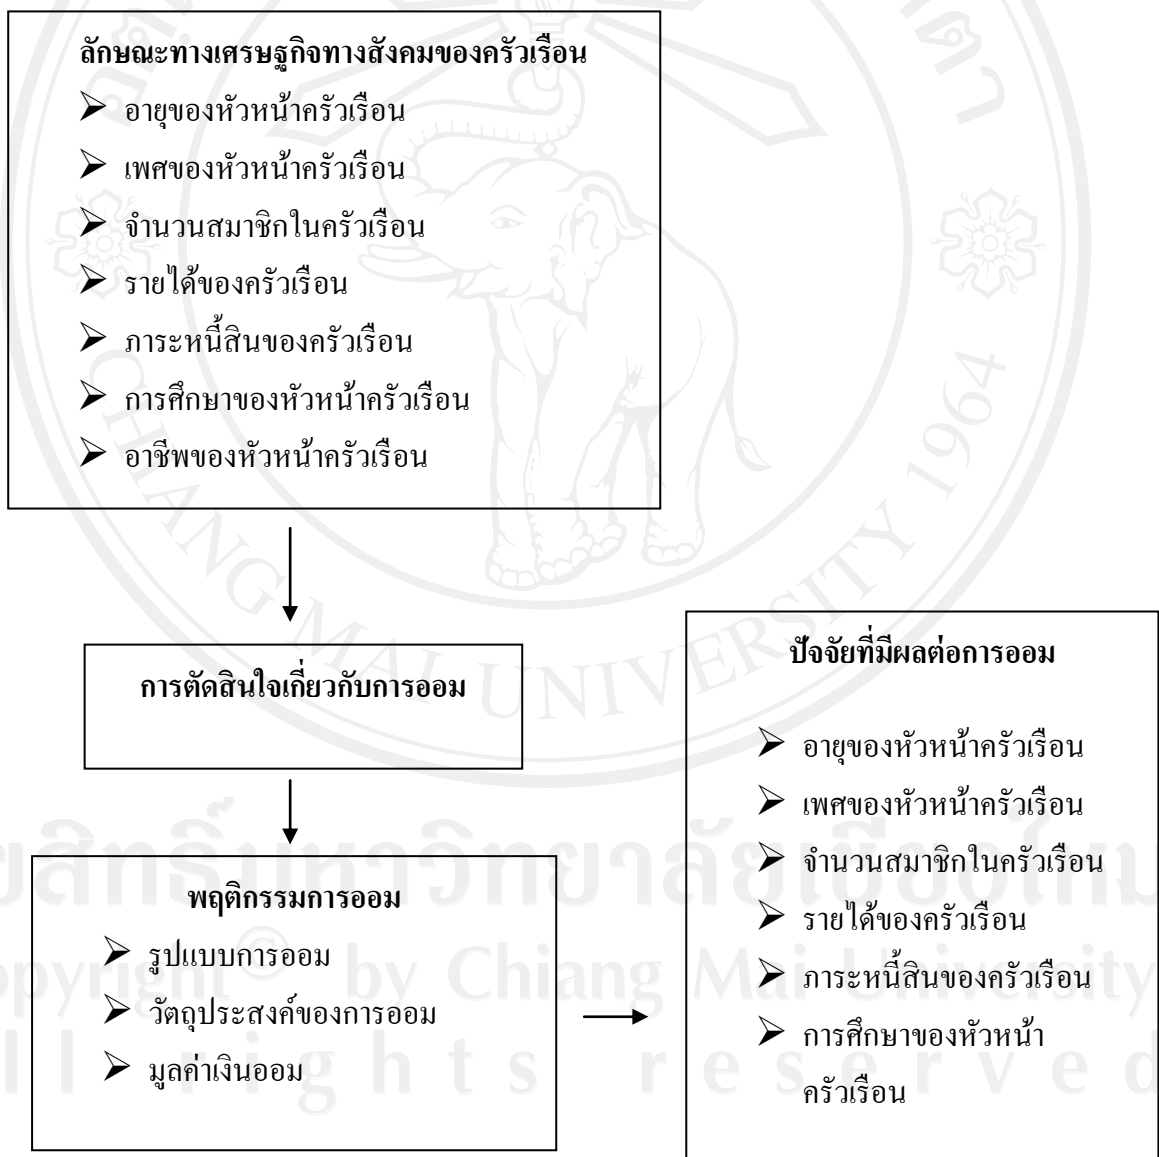 ลักษณะทางเศรษฐกิจทางสังคมของครัวเรือน
➢ อายุของหัวหน้าครัวเรือน
➢ เพศของหัวหน้าครัวเรือน
➢ จำนวนสมาชิกในครัวเรือน
➢ รายได้ของครัวเรือน
➢ ภาระหนี้สินของครัวเรือน
➢ การศึกษาของหัวหน้าครัวเรือน
➢ อาชีพของหัวหน้าครัวเรือน
การตัดสินใจเกี่ยวกับการออม
พฤติกรรมการออม
➢ รูปแบบการออม
➢ วัตถุประสงค์ของการออม
➢ มูลค่าเงินออม
ปัจจัยที่มีผลต่อการออม
➢ อายุของหัวหน้าครัวเรือน
➢ เพศของหัวหน้าครัวเรือน
➢ จำนวนสมาชิกในครัวเรือน
➢ รายได้ของครัวเรือน
➢ ภาระหนี้สินของครัวเรือน
➢ การศึกษาของหัวหน้า
ครัวเรือน
CHIANG MAI UNIVERSITY 1964
by Chiang Mai University
rights reserved